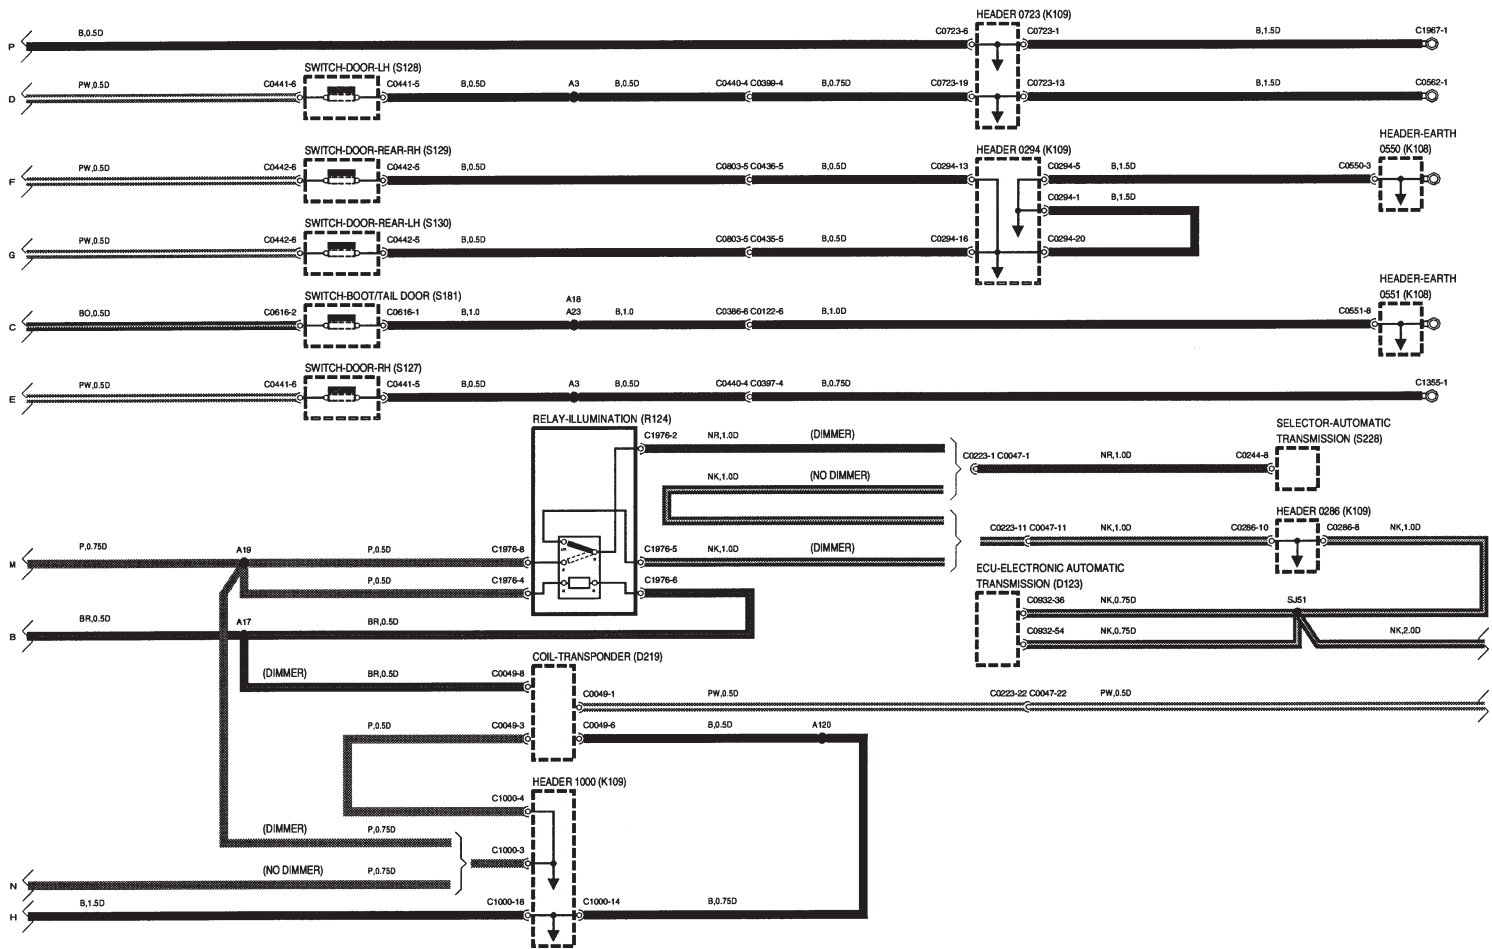 HEADER 0723 (K109)
P B,0.5D C0723-6 C0723-1 B,1.5D C1967-1
SWITCH-DOOR-LH (S128)
D PW,0.5D C0441-6 C0441-5 B,0.5D A3 B,0.5D C0440-4 C0399-4 B,0.75D C0723-19 C0723-13 B,1.5D C0562-1
HEADER-EARTH
0550 (K108)
SWITCH-DOOR-REAR-RH (S129) HEADER 0294 (K109)
F PW,0.5D C0442-6 C0442-5 B,0.5D C0803-5 C0436-5 B,0.5D C0294-13 C0294-5 B,1.5D C0550-3
C0294-1 B,1.5D
SWITCH-DOOR-REAR-LH (S130)
G PW,0.5D C0442-6 C0442-5 B,0.5D C0803-5 C0435-5 B,0.5D C0294-16 C0294-20
HEADER-EARTH
0551 (K108)
SWITCH-BOOT/TAIL DOOR (S181) A18
C BO,0.5D C0616-2 C0616-1 B,1.0 A23 B,1.0 C0386-6 C0122-6 B,1.0D C0551-8
SWITCH-DOOR-RH (S127)
E PW,0.5D C0441-6 C0441-5 B,0.5D A3 B,0.5D C0440-4 C0397-4 B,0.75D C1355-1
RELAY-ILLUMINATION (R124) SELECTOR-AUTOMATIC
TRANSMISSION (S228)
C1976-2 NR,1.0D (DIMMER)
C0223-1 C0047-1 NR,1.0D C0244-8
NK,1.0D (NO DIMMER)
HEADER 0286 (K109)
C0223-11 C0047-11 NK,1.0D C0286-10 C0286-8 NK,1.0D
M P,0.75D A19 P,0.5D C1976-8 C1976-5 NK,1.0D (DIMMER)
ECU-ELECTRONIC AUTOMATIC
TRANSMISSION (D123)
P,0.5D C1976-4 C1976-6
C0932-36 NK,0.75D SJ51
B BR,0.5D A17 BR,0.5D
C0932-54 NK,0.75D NK,2.0D
COIL-TRANSPONDER (D219)
(DIMMER) BR,0.5D C0049-8
C0049-1 PW,0.5D C0223-22 C0047-22 PW,0.5D
P,0.5D C0049-3 C0049-6 B,0.5D A120
HEADER 1000 (K109)
C1000-4
(DIMMER) P,0.75D
C1000-3
N (NO DIMMER) P,0.75D
H B,1.5D C1000-18 C1000-14 B,0.75D